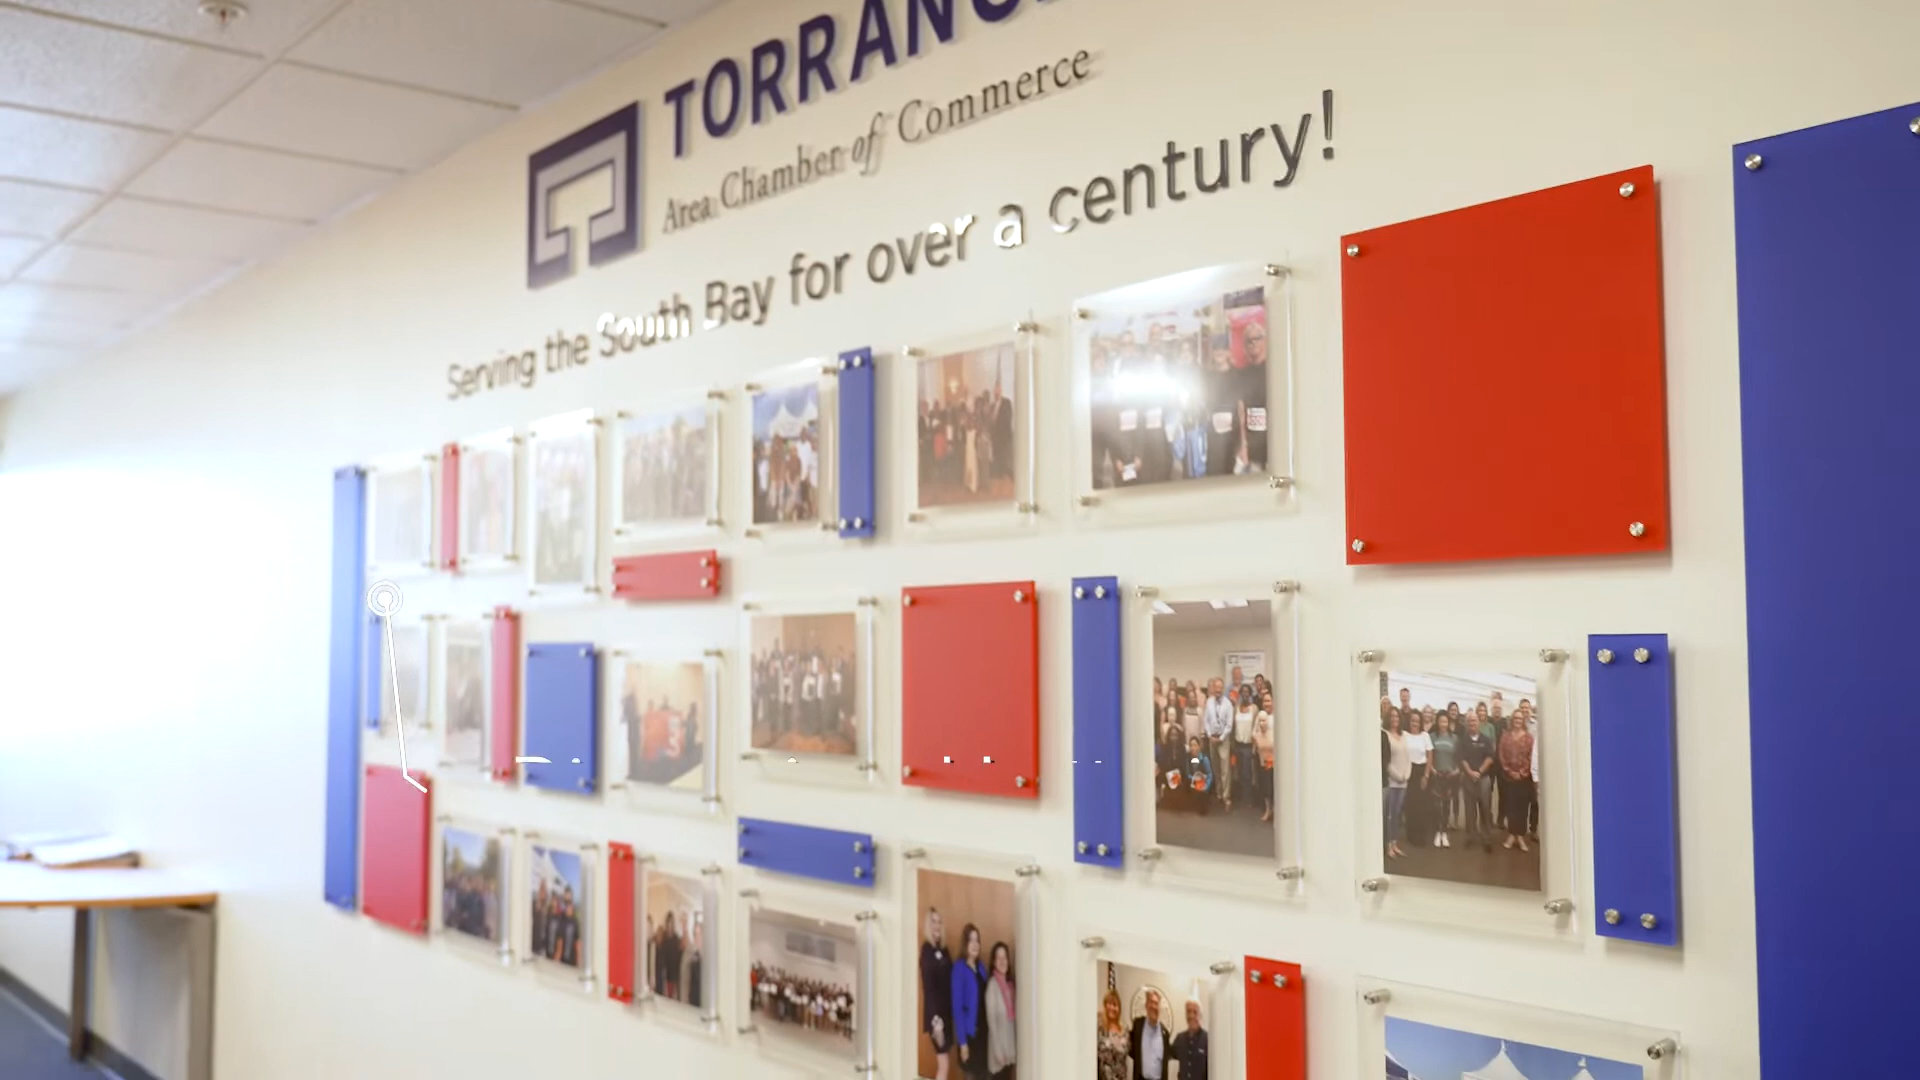 TORRANC
Area Chamber of Commerce
Serving the South Bay for over a century!